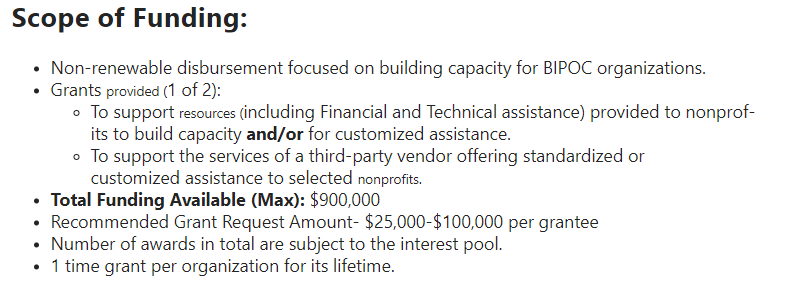 Scope of Funding:
• Non-renewable disbursement focused on building capacity for BIPOC organizations.
• Grants provided (1 of 2):
◦ To support resources (including Financial and Technical assistance) provided to nonprof-
its to build capacity and/or for customized assistance.
◦ To support the services of a third-party vendor offering standardized or
customized assistance to selected nonprofits.
• Total Funding Available (Max): $900,000
• Recommended Grant Request Amount- $25,000-$100,000 per grantee
• Number of awards in total are subject to the interest pool.
• 1 time grant per organization for its lifetime.